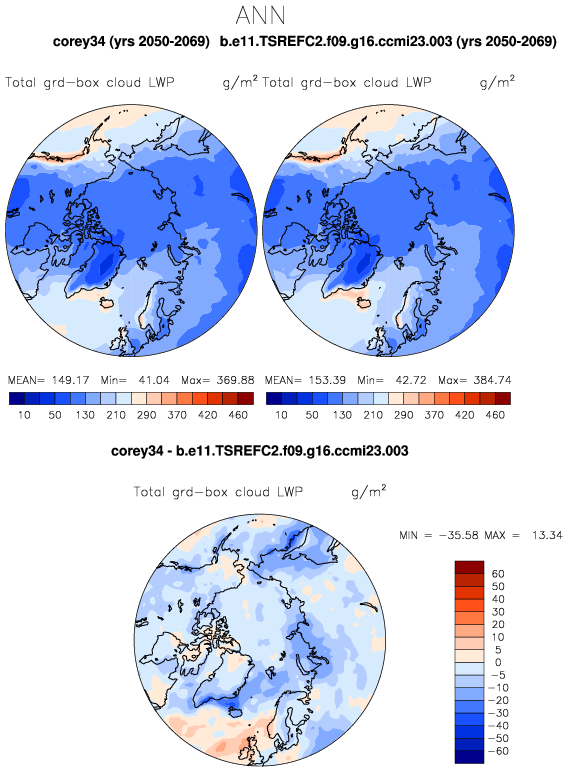 ANN
corey34 (yrs 2050-2069) b.e11.TSREFC2.f09.g16.ccmi23.003 (yrs 2050-2069)
Total grd-box cloud LWP g/m² Total grd-box cloud LWP g/m²
MEAN= 149.17 Min= 41.04 Max= 369.88 MEAN= 153.39 Min= 42.72 Max= 384.74
10 50 130 210 290 370 420 460 10 50 130 210 290 370 420 460
corey34 - b.e11.TSREFC2.f09.g16.ccmi23.003
Total grd-box cloud LWP g/m²
MIN = -35.58 MAX = 13.34
60
50
40
30
20
10
5
0
-5
-10
-20
-30
-40
-50
-60